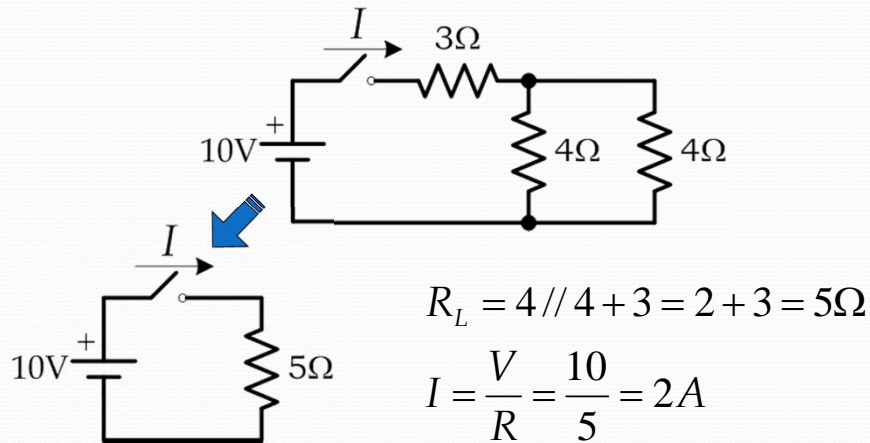 I
3Ω
+
10V
4Ω 4Ω
I
+
10V
5Ω
R_L = 4 // 4 + 3 = 2 + 3 = 5Ω
I = V/R = 10/5 = 2A